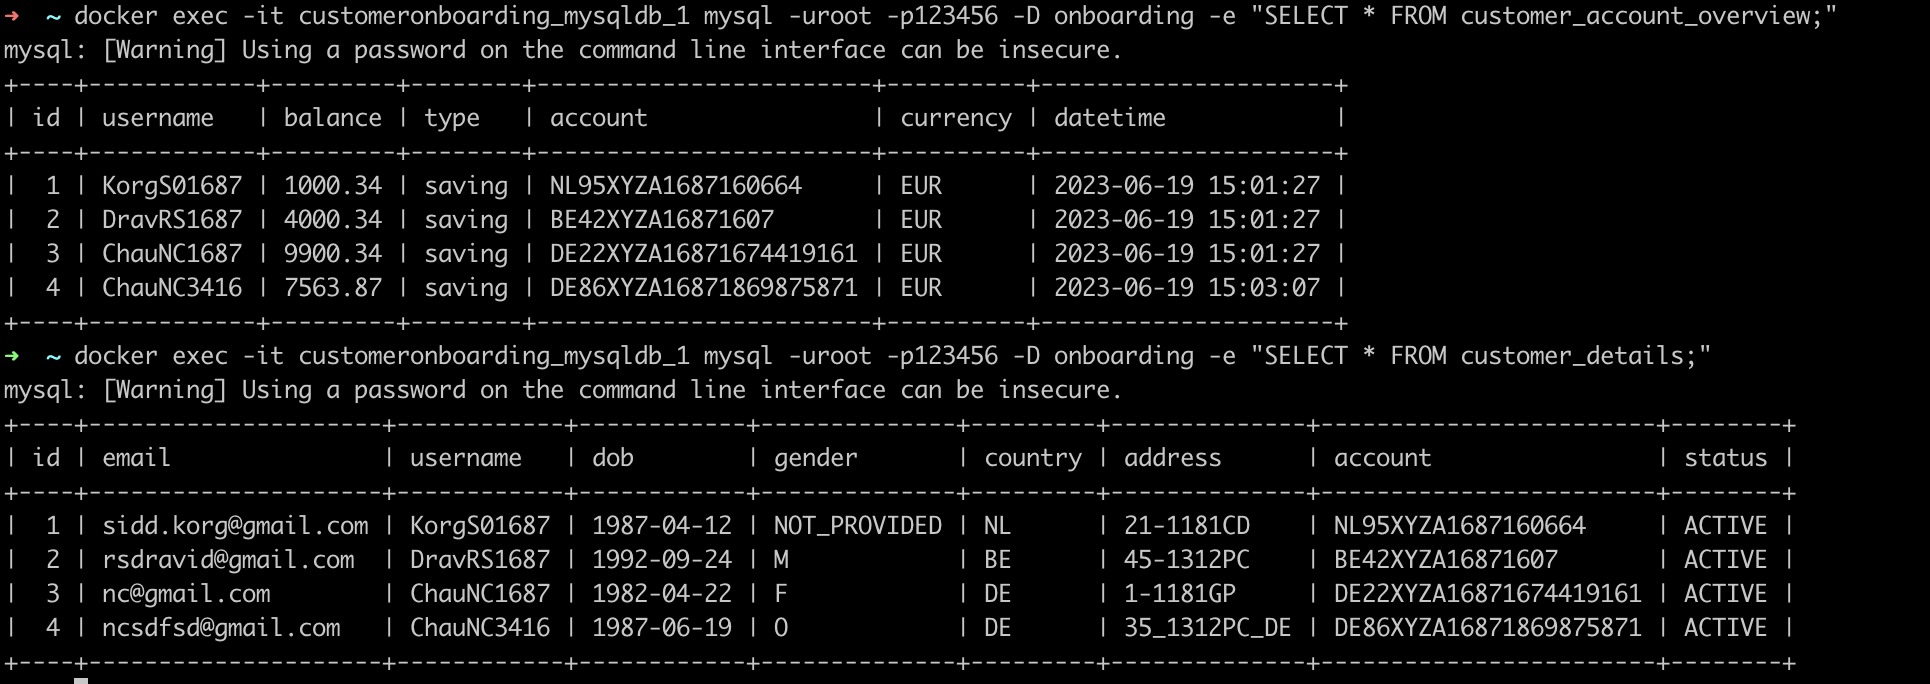 ➜  ~ docker exec -it customeronboarding_mysqldb_1 mysql -uroot -p123456 -D onboarding -e "SELECT * FROM customer_account_overview;"
mysql: [Warning] Using a password on the command line interface can be insecure.
+----+------------+---------+--------+------------------------+----------+---------------------+
| id | username   | balance | type   | account                | currency | datetime            |
+----+------------+---------+--------+------------------------+----------+---------------------+
|  1 | KorgS01687 | 1000.34 | saving | NL95XYZA1687160664     | EUR      | 2023-06-19 15:01:27 |
|  2 | DravRS1687 | 4000.34 | saving | BE42XYZA16871607       | EUR      | 2023-06-19 15:01:27 |
|  3 | ChauNC1687 | 9900.34 | saving | DE22XYZA16871674419161 | EUR      | 2023-06-19 15:01:27 |
|  4 | ChauNC3416 | 7563.87 | saving | DE86XYZA16871869875871 | EUR      | 2023-06-19 15:03:07 |
+----+------------+---------+--------+------------------------+----------+---------------------+
➜  ~ docker exec -it customeronboarding_mysqldb_1 mysql -uroot -p123456 -D onboarding -e "SELECT * FROM customer_details;"
mysql: [Warning] Using a password on the command line interface can be insecure.
+----+---------------------+------------+------------+--------------+---------+--------------+------------------------+--------+
| id | email               | username   | dob        | gender       | country | address      | account                | status |
+----+---------------------+------------+------------+--------------+---------+--------------+------------------------+--------+
|  1 | sidd.korg@gmail.com | KorgS01687 | 1987-04-12 | NOT_PROVIDED | NL      | 21-1181CD    | NL95XYZA1687160664     | ACTIVE |
|  2 | rsdravid@gmail.com  | DravRS1687 | 1992-09-24 | M            | BE      | 45-1312PC    | BE42XYZA16871607       | ACTIVE |
|  3 | nc@gmail.com        | ChauNC1687 | 1982-04-22 | F            | DE      | 1-1181GP     | DE22XYZA16871674419161 | ACTIVE |
|  4 | ncsdfsd@gmail.com   | ChauNC3416 | 1987-06-19 | O            | DE      | 35_1312PC_DE | DE86XYZA16871869875871 | ACTIVE |
+----+---------------------+------------+------------+--------------+---------+--------------+------------------------+--------+